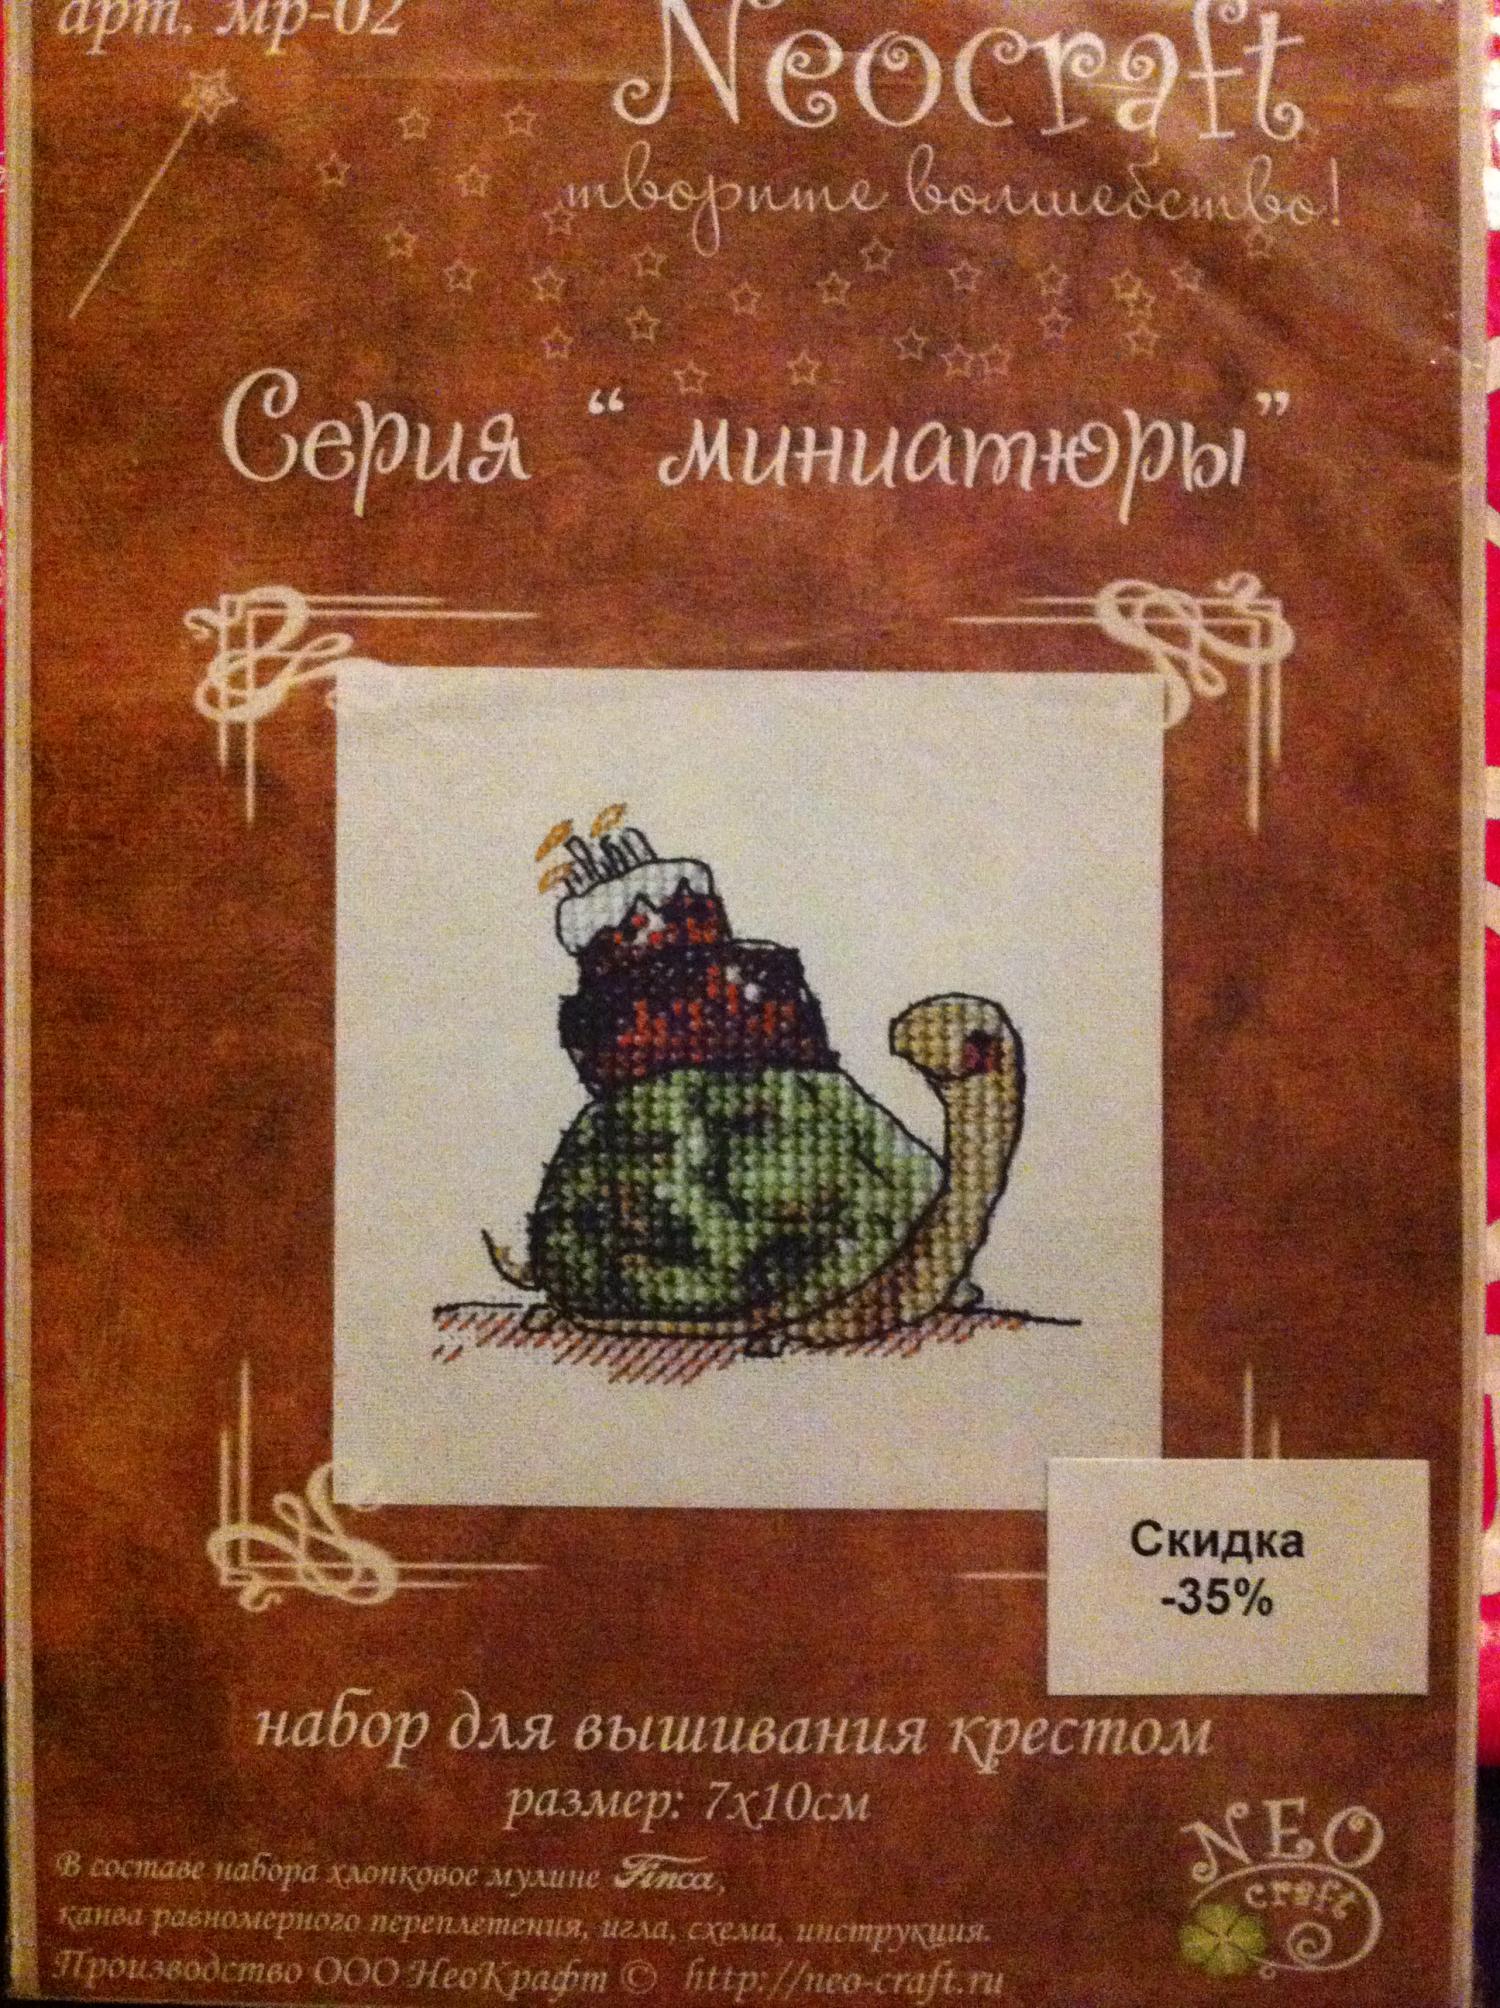 арт. мр-02
Neocraft
творите волшебство!
Серия “миниатюры”
Скидка
-35%
набор для вышивания крестом
размер: 7х10см
В составе набора хлопковое мулине Finca,
канва равномерного переплетения, игла, схема, инструкция.
Производство ООО НеоКрафт © http://neo-craft.ru
NEO
craft